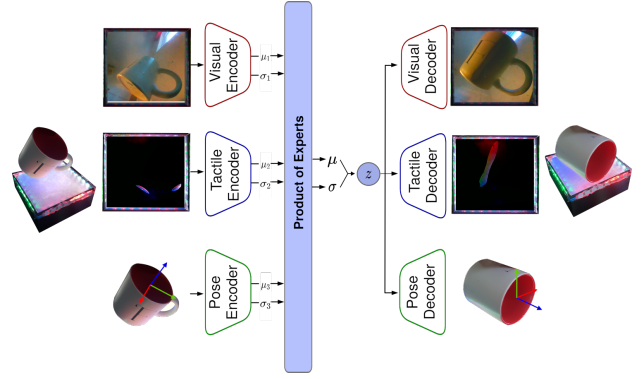 Visual
Encoder
μ₁
σ₁
Tactile
Encoder
μ₂
σ₂
Pose
Encoder
μ₃
σ₃
Product of Experts
μ
σ
z
Visual
Decoder
Tactile
Decoder
Pose
Decoder